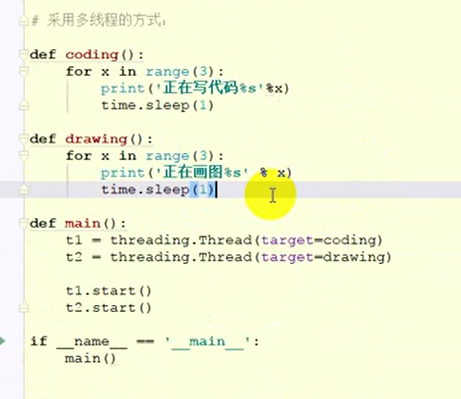 # 采用多线程的方式:
def coding():
    for x in range(3):
        print('正在写代码%s'%x)
        time.sleep(1)
def drawing():
    for x in range(3):
        print('正在画图%s' % x)
        time.sleep(1)
def main():
    t1 = threading.Thread(target=coding)
    t2 = threading.Thread(target=drawing)
    t1.start()
    t2.start()
if __name__ == '__main__':
    main()